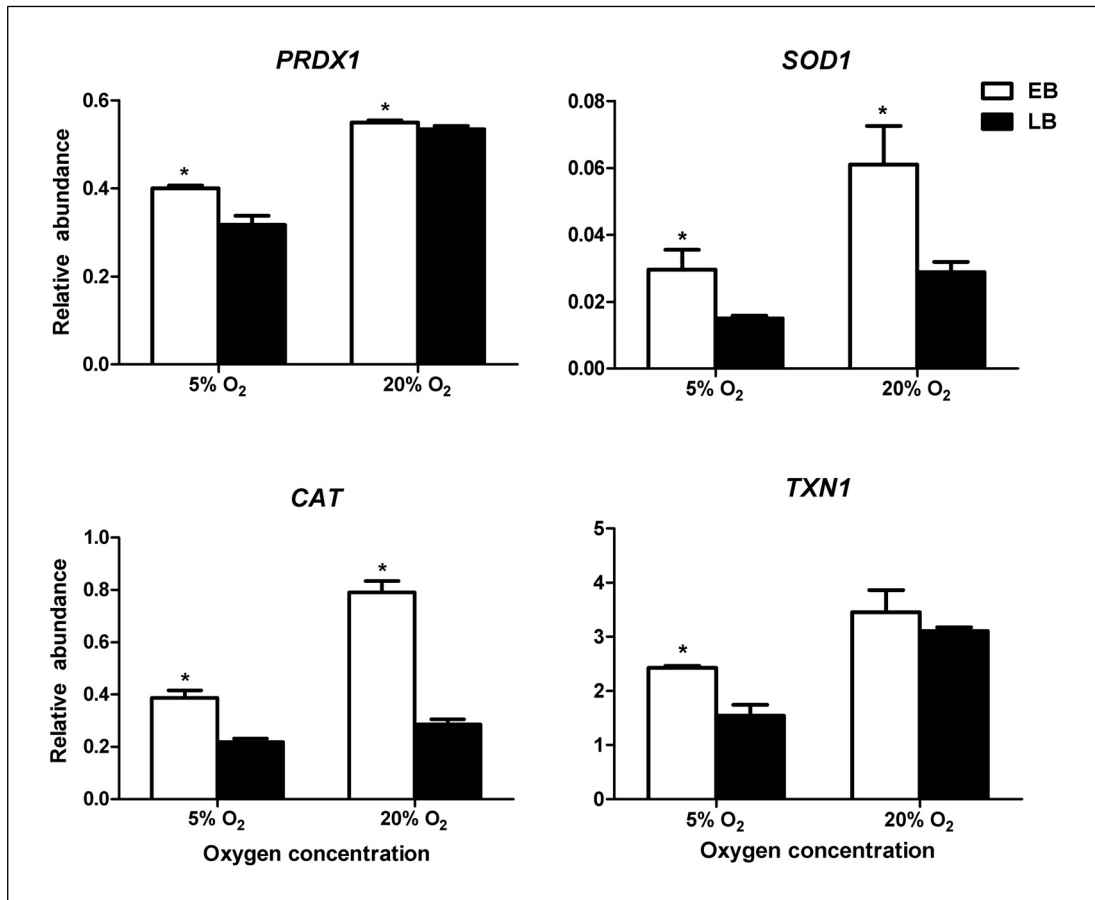 PRDX1
Relative abundance
0.6
0.4
0.2
0.0
*
*
5% O₂
20% O₂
SOD1
EB
LB
0.08
0.06
0.04
0.02
0.00
*
*
5% O₂
20% O₂
CAT
Relative abundance
1.0
0.8
0.6
0.4
0.2
0.0
*
*
5% O₂
20% O₂
Oxygen concentration
TXN1
5
4
3
2
1
0
*
5% O₂
20% O₂
Oxygen concentration